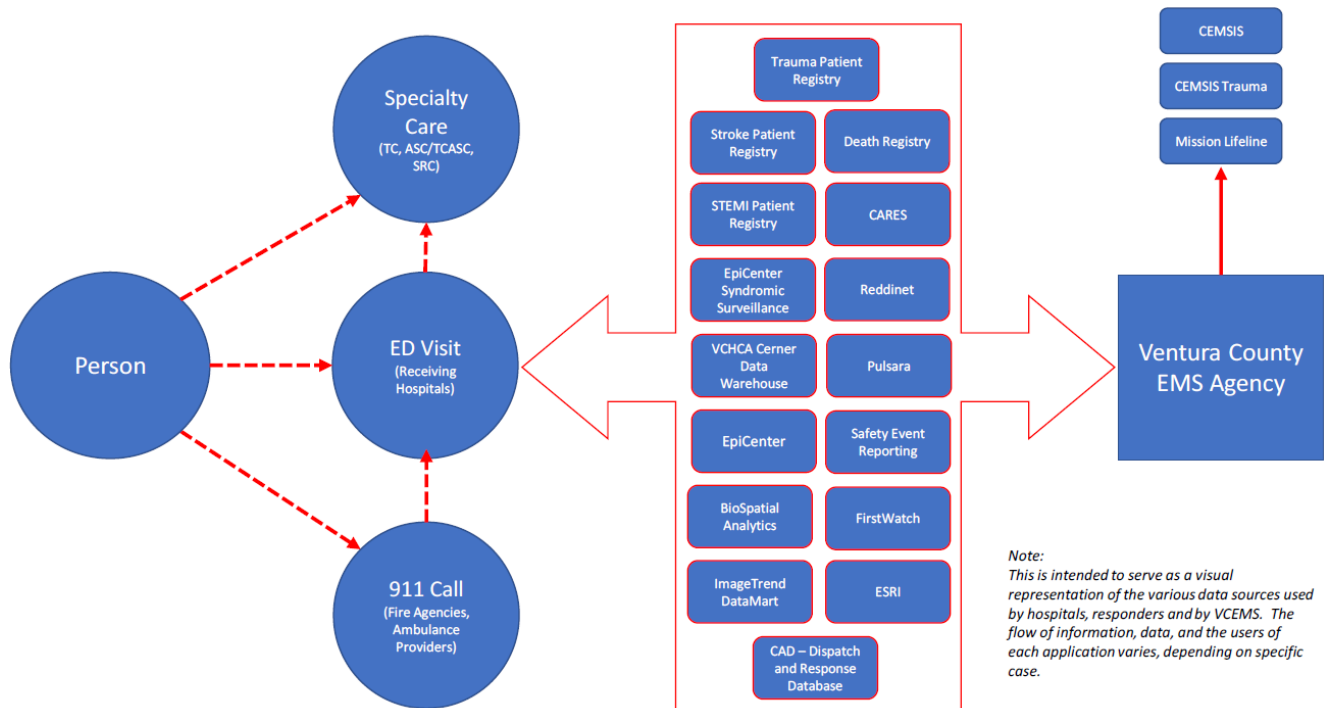 Specialty
Care
(TC, ASC/TCASC,
SRC)
Person
ED Visit
(Receiving
Hospitals)
911 Call
(Fire Agencies,
Ambulance
Providers)
Trauma Patient
Registry
Stroke Patient
Registry
Death Registry
STEMI Patient
Registry
CARES
EpiCenter
Syndromic
Surveillance
Reddinet
VCHCA Cerner
Data
Warehouse
Pulsara
EpiCenter
Safety Event
Reporting
BioSpatial
Analytics
FirstWatch
ImageTrend
DataMart
ESRI
CAD – Dispatch
and Response
Database
CEMSIS
CEMSIS Trauma
Mission Lifeline
Ventura County
EMS Agency
Note:
This is intended to serve as a visual
representation of the various data sources used
by hospitals, responders and by VCEMS. The
flow of information, data, and the users of
each application varies, depending on specific
case.